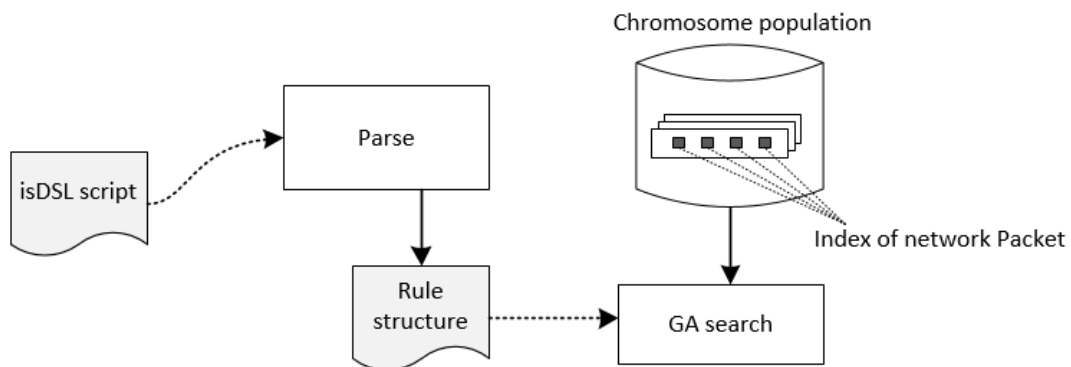 Chromosome population
Parse
isDSL script
Index of network Packet
Rule
structure
GA search